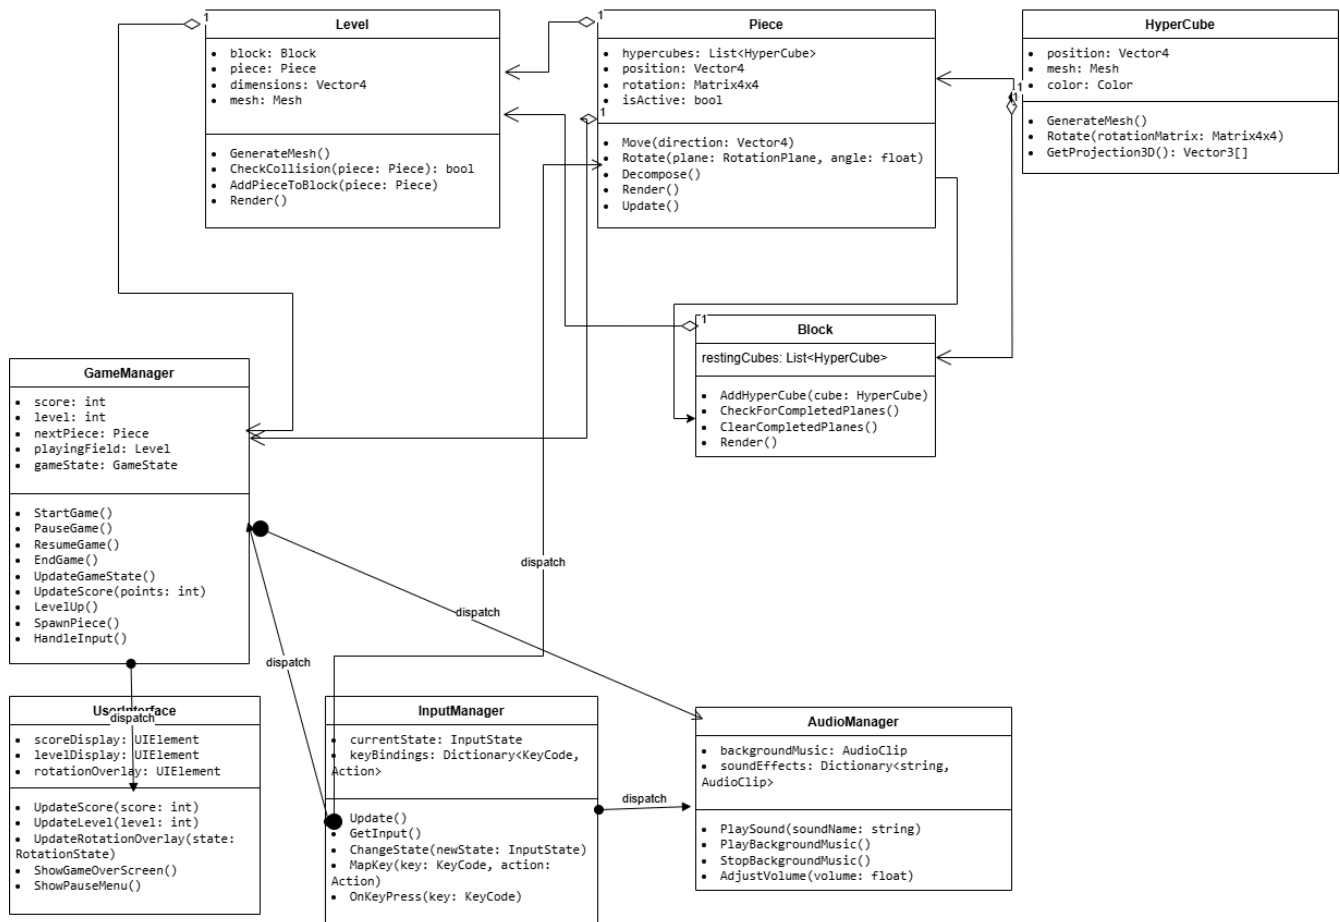 1
Level
block: Block
piece: Piece
dimensions: Vector4
mesh: Mesh
GenerateMesh()
CheckCollision(piece: Piece): bool
AddPieceToBlock(piece: Piece)
Render()
1
Piece
hypercubes: List<HyperCube>
position: Vector4
rotation: Matrix4x4
isActive: bool
1
Move(direction: Vector4)
Rotate(plane: RotationPlane, angle: float)
Decompose()
Render()
Update()
HyperCube
position: Vector4
mesh: Mesh
color: Color
1
1
GenerateMesh()
Rotate(rotationMatrix: Matrix4x4)
GetProjection3D(): Vector3[]
1
Block
restingCubes: List<HyperCube>
AddHyperCube(cube: HyperCube)
CheckForCompletedPlanes()
ClearCompletedPlanes()
Render()
GameManager
score: int
level: int
nextPiece: Piece
playingField: Level
gameState: GameState
StartGame()
PauseGame()
ResumeGame()
EndGame()
UpdateGameState()
UpdateScore(points: int)
LevelUp()
SpawnPiece()
HandleInput()
dispatch
dispatch
dispatch
UserInterface
dispatch
scoreDisplay: UIElement
levelDisplay: UIElement
rotationOverlay: UIElement
UpdateScore(score: int)
UpdateLevel(level: int)
UpdateRotationOverlay(state:
RotationState)
ShowGameOverScreen()
ShowPauseMenu()
InputManager
currentState: InputState
keyBindings: Dictionary<KeyCode,
Action>
Update()
GetInput()
ChangeState(newState: InputState)
MapKey(key: KeyCode, action:
Action)
OnKeyPress(key: KeyCode)
dispatch
AudioManager
backgroundMusic: AudioClip
soundEffects: Dictionary<string,
AudioClip>
PlaySound(soundName: string)
PlayBackgroundMusic()
StopBackgroundMusic()
AdjustVolume(volume: float)